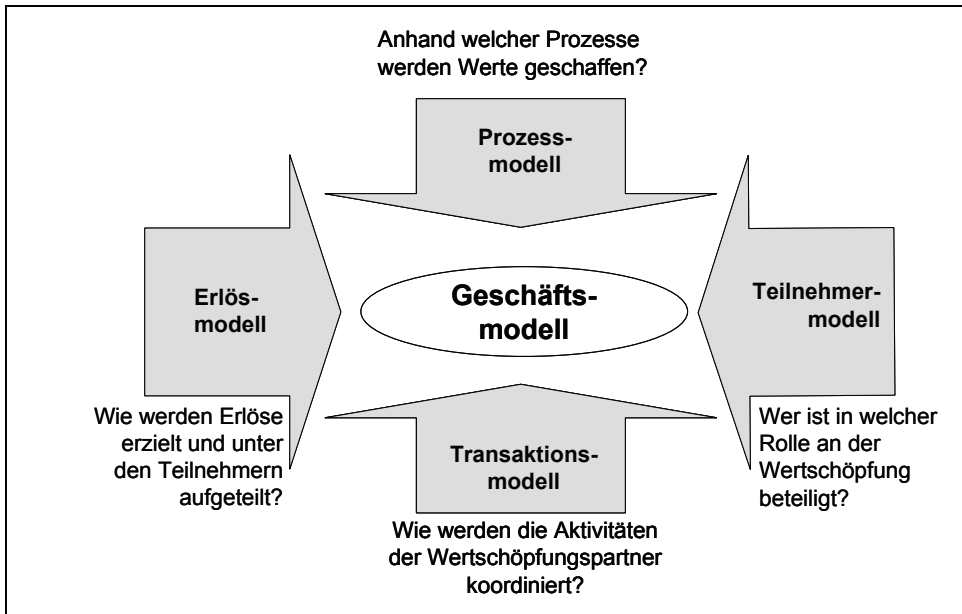 Anhand welcher Prozesse
werden Werte geschaffen?
Prozess-
modell
Erlös-
modell
Geschäfts-
modell
Teilnehmer-
modell
Wie werden Erlöse
erzielt und unter
den Teilnehmern
aufgeteilt?
Transaktions-
modell
Wer ist in welcher
Rolle an der
Wertschöpfung
beteiligt?
Wie werden die Aktivitäten
der Wertschöpfungspartner
koordiniert?